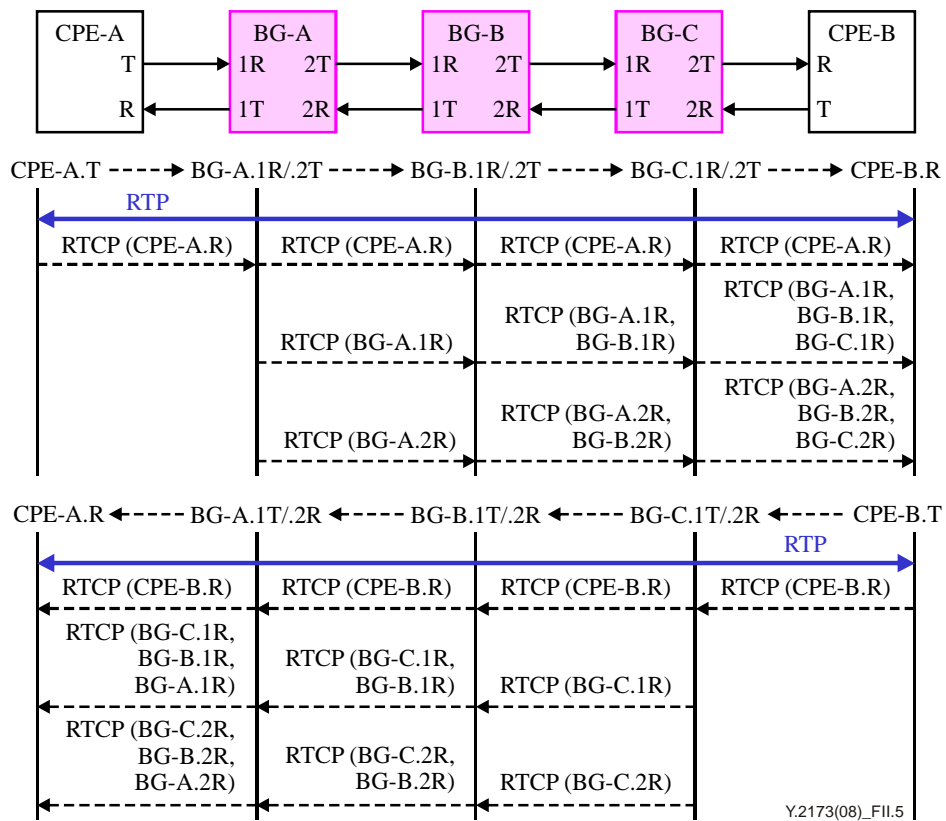 CPE-A BG-A BG-B BG-C CPE-B
T 1R 2T 1R 2T 1R 2T R
R 1T 2R 1T 2R 1T 2R T
CPE-A.T BG-A.1R/.2T BG-B.1R/.2T BG-C.1R/.2T CPE-B.R
RTP
RTCP (CPE-A.R) RTCP (CPE-A.R) RTCP (CPE-A.R) RTCP (CPE-A.R)
RTCP (BG-A.1R)
RTCP (BG-A.1R,
BG-B.1R)
RTCP (BG-A.1R,
BG-B.1R,
BG-C.1R)
RTCP (BG-A.2R)
RTCP (BG-A.2R,
BG-B.2R)
RTCP (BG-A.2R,
BG-B.2R,
BG-C.2R)
CPE-A.R BG-A.1T/.2R BG-B.1T/.2R BG-C.1T/.2R CPE-B.T
RTP
RTCP (CPE-B.R) RTCP (CPE-B.R) RTCP (CPE-B.R) RTCP (CPE-B.R)
RTCP (BG-C.1R,
BG-B.1R,
BG-A.1R)
RTCP (BG-C.1R,
BG-B.1R)
RTCP (BG-C.1R)
RTCP (BG-C.2R,
BG-B.2R,
BG-A.2R)
RTCP (BG-C.2R,
BG-B.2R)
RTCP (BG-C.2R)
Y.2173(08)_FII.5